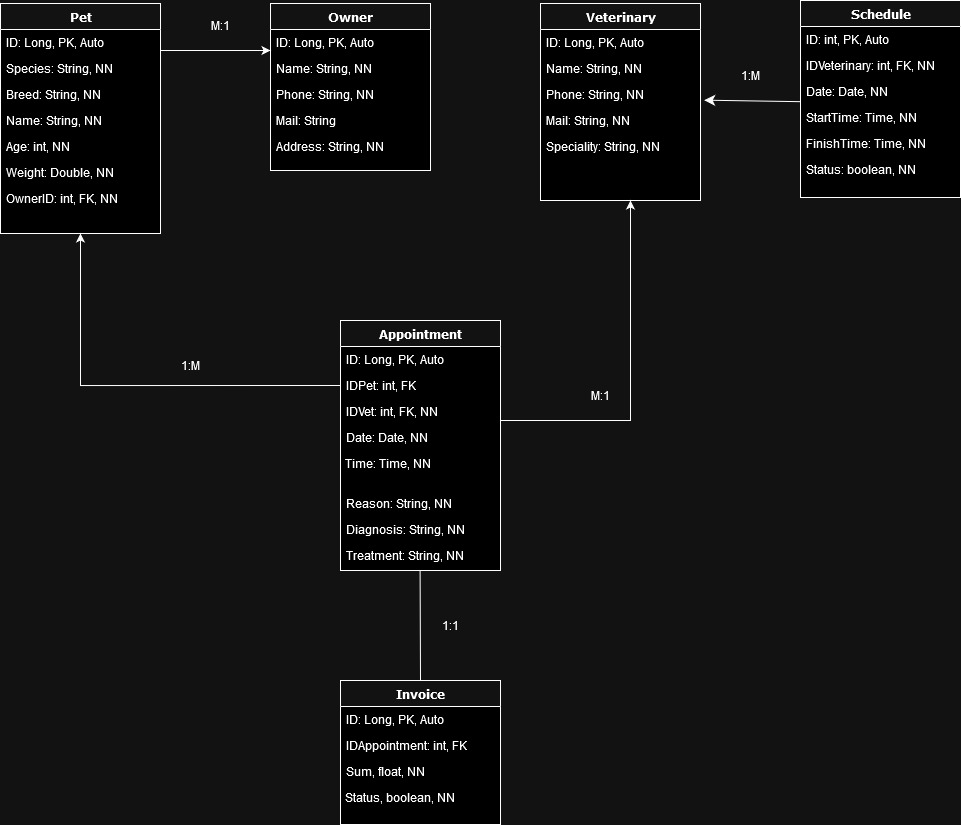 Pet
ID: Long, PK, Auto
Species: String, NN
Breed: String, NN
Name: String, NN
Age: int, NN
Weight: Double, NN
OwnerID: int, FK, NN
M:1
Owner
ID: Long, PK, Auto
Name: String, NN
Phone: String, NN
Mail: String
Address: String, NN
Veterinary
ID: Long, PK, Auto
Name: String, NN
Phone: String, NN
Mail: String, NN
Speciality: String, NN
1:M
Schedule
ID: int, PK, Auto
IDVeterinary: int, FK, NN
Date: Date, NN
StartTime: Time, NN
FinishTime: Time, NN
Status: boolean, NN
1:M
Appointment
ID: Long, PK, Auto
IDPet: int, FK
IDVet: int, FK, NN
Date: Date, NN
Time: Time, NN
Reason: String, NN
Diagnosis: String, NN
Treatment: String, NN
M:1
1:1
Invoice
ID: Long, PK, Auto
IDAppointment: int, FK
Sum, float, NN
Status, boolean, NN